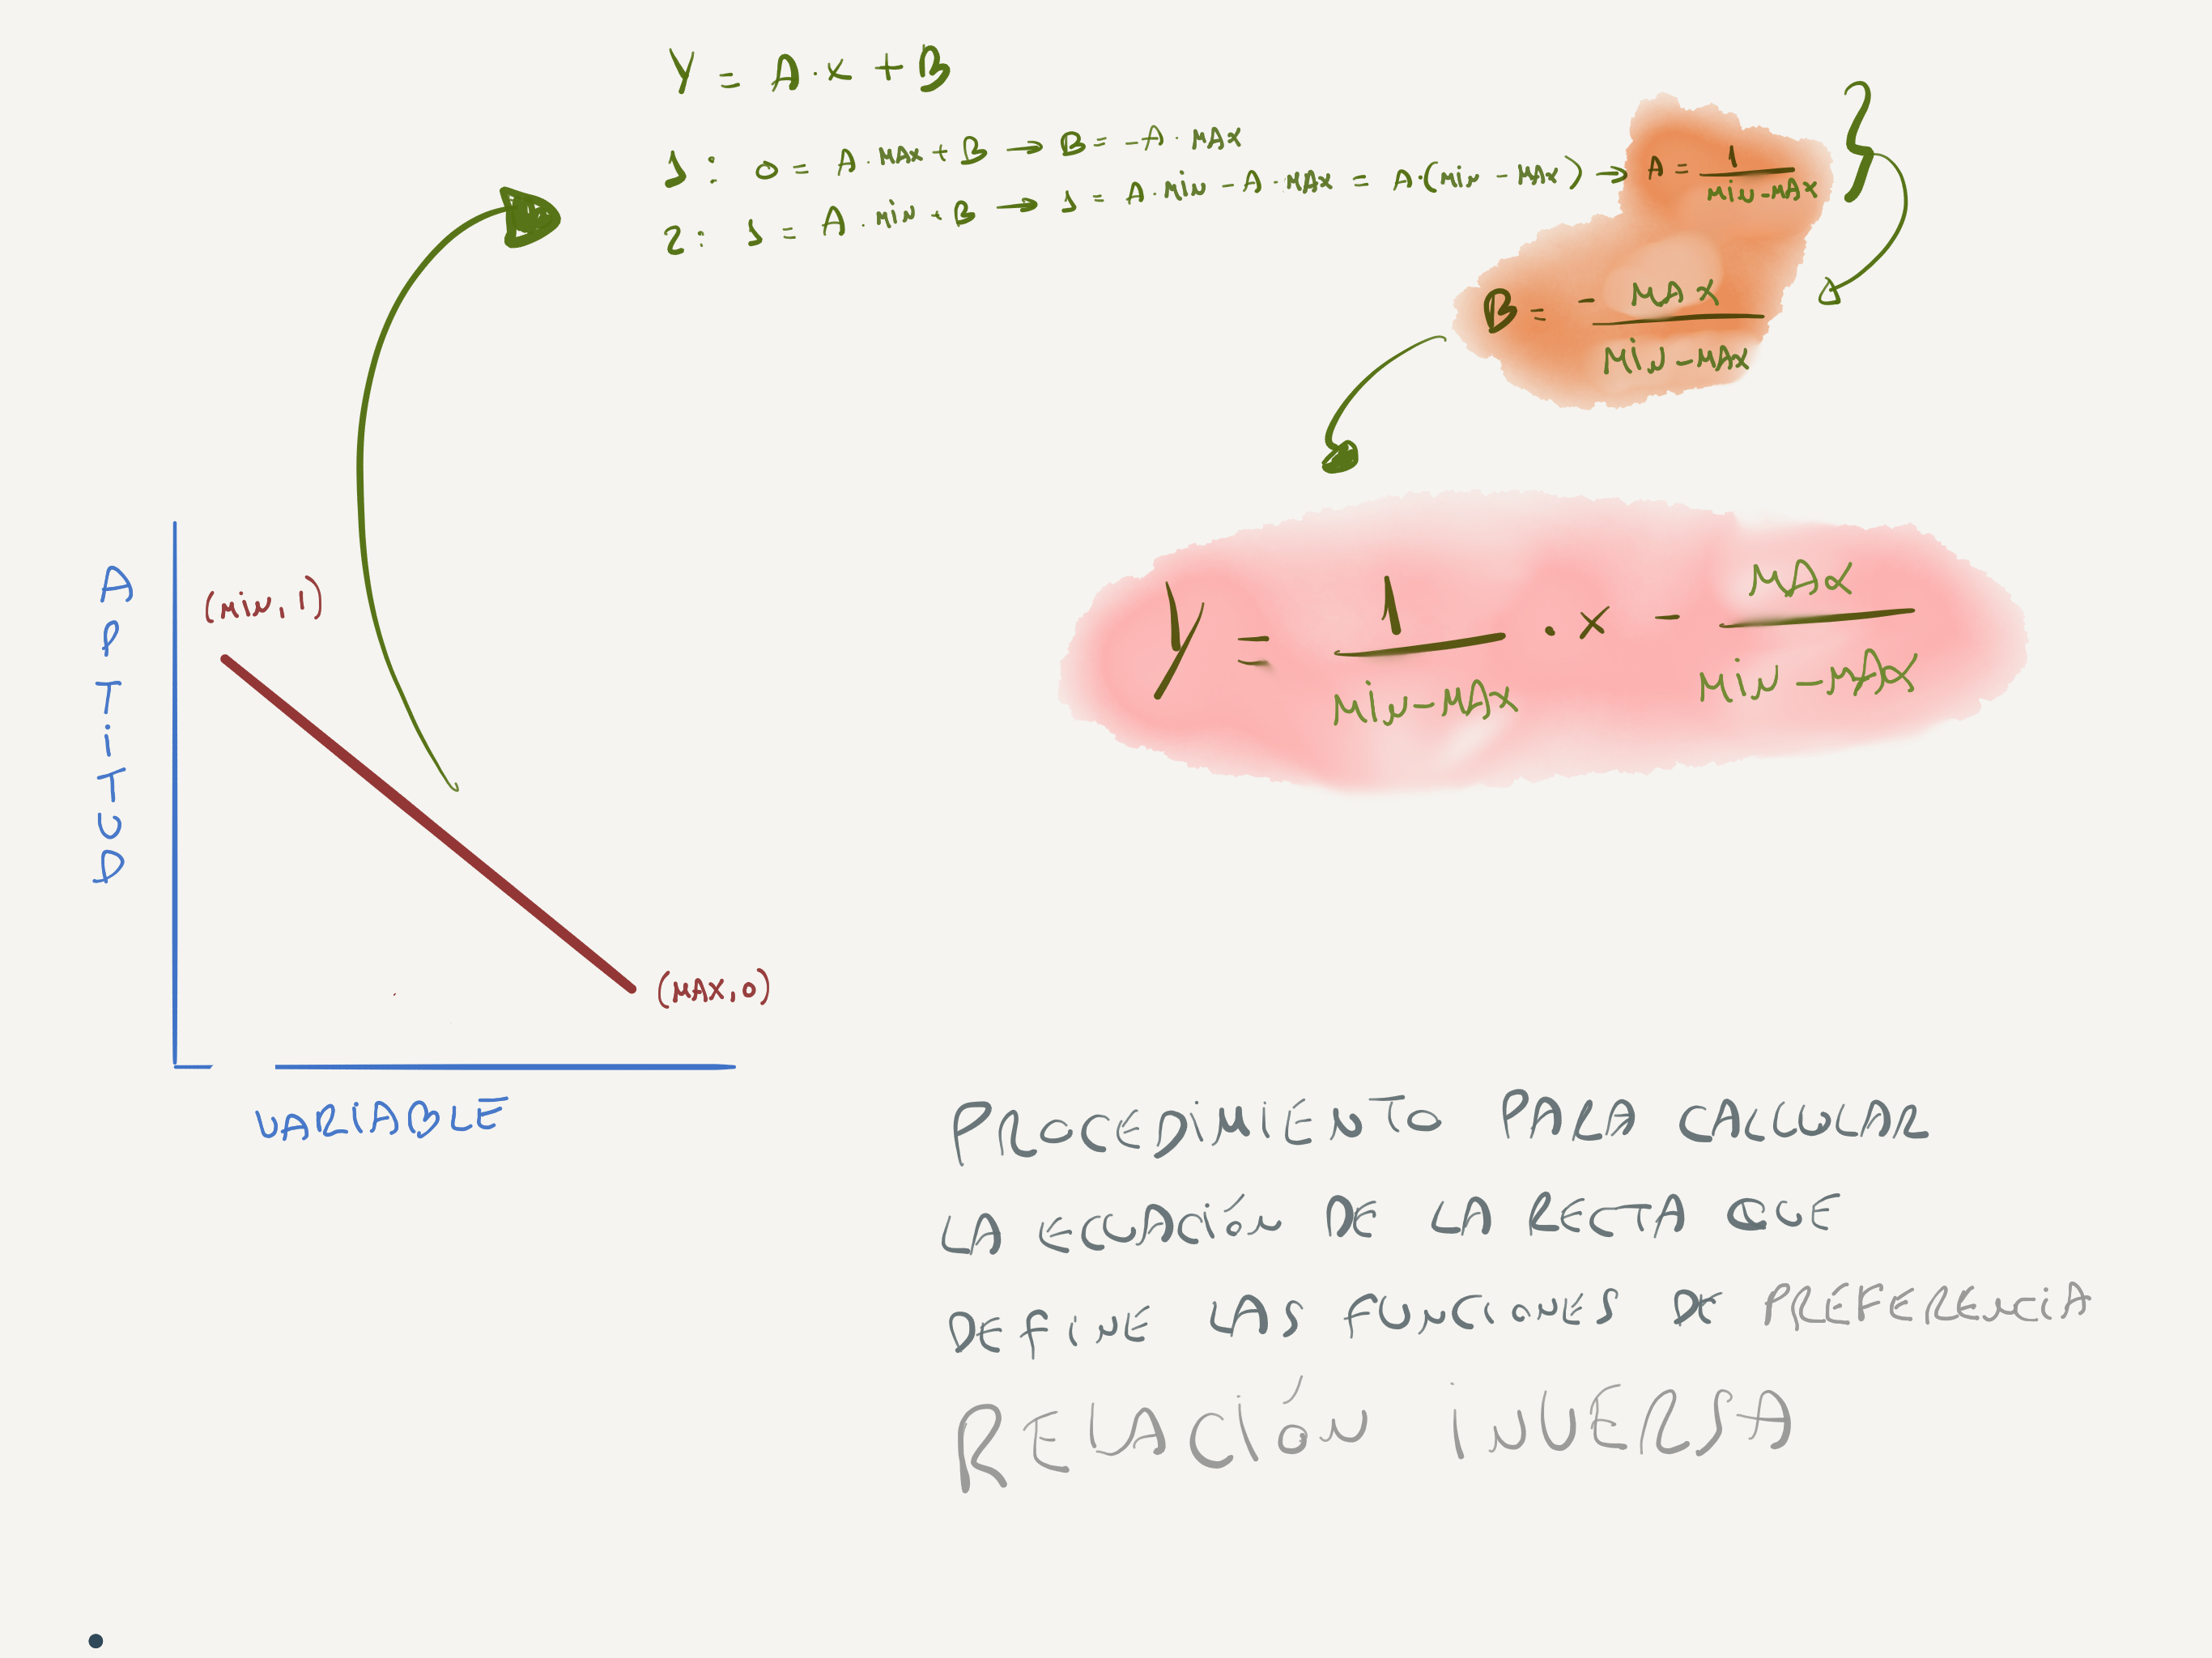 Y = A · x + B
1: 0 = A · MAX + B → B = -A · MAX
2: 1 = A · MiN + B → 1 = A · MiN - A · MAX = A · (MiN - MAX) → A = 1 / MiN-MAX
B = - MAX / MiN-MAX
Y = 1 / MiN-MAX · x - MAX / MiN-MAX
APTiTUD
(MiN, 1)
(MAX, 0)
VARiABLE
PROCEDiMIENTO PARA CALCULAR
LA ECUACiÓN DE LA RECTA QUE
DEFiNE LAS FUNCIONES DE PREFERENCiA
RELACiÓN iNVERSA